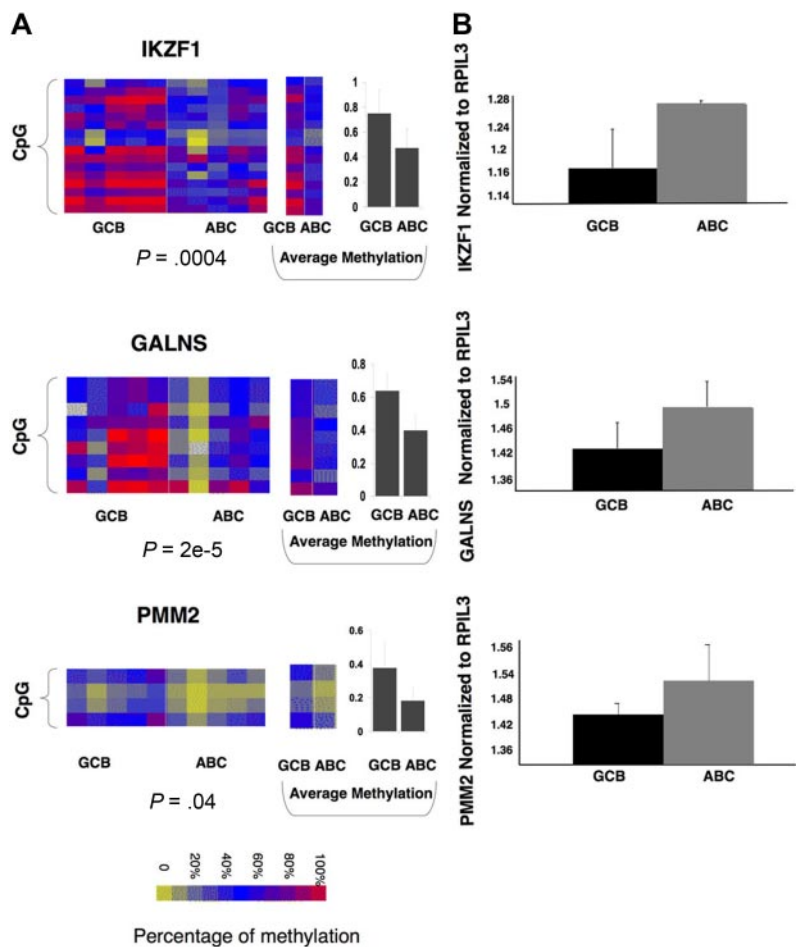 A
IKZF1
CpG
GCB ABC
P = .0004
GCB ABC
Average Methylation
1
0.8
0.6
0.4
0.2
0
GCB ABC
GALNS
CpG
GCB ABC
P = 2e-5
GCB ABC
Average Methylation
0.8
0.6
0.4
0.2
0
GCB ABC
PMM2
CpG
GCB ABC
P = .04
GCB ABC
Average Methylation
0.6
0.4
0.2
0
GCB ABC
0 20% 40% 60% 80% 100%
Percentage of methylation
B
IKZF1 Normalized to RPIL3
1.28
1.24
1.2
1.16
1.14
GCB ABC
GALNS Normalized to RPIL3
1.54
1.5
1.46
1.42
1.36
GCB ABC
PMM2 Normalized to RPIL3
1.56
1.54
1.48
1.42
1.36
GCB ABC